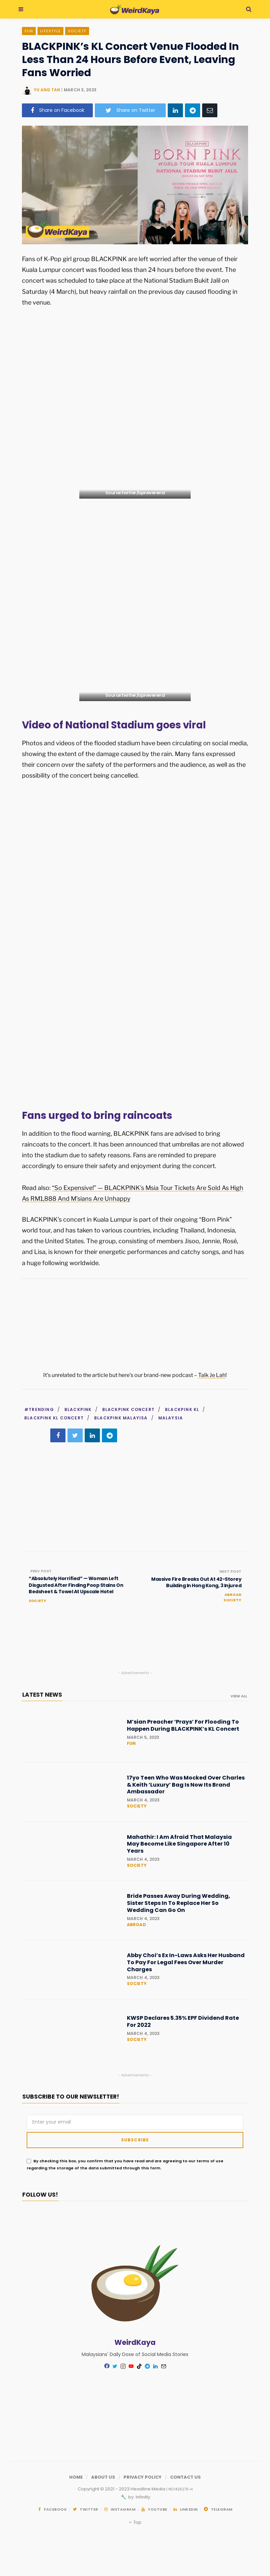 WeirdKaya
FUN LIFESTYLE SOCIETY
BLACKPINK’s KL Concert Venue Flooded In
Less Than 24 Hours Before Event, Leaving
Fans Worried
MARCH 3, 2023
Share on Facebook
Share on Twitter
BLACKPINK
WORLD TOUR
BORN PINK
KUALA LUMPUR
NATIONAL STADIUM BUKIT JALIL
WeirdKaya
Fans of K-Pop girl group BLACKPINK are left worried after the venue of their
Kuala Lumpur concert was flooded less than 24 hours before the event. The
concert was scheduled to take place at the National Stadium Bukit Jalil on
Saturday (4 March), but heavy rainfall on the previous day caused flooding in
the venue.
Video of National Stadium goes viral
Photos and videos of the flooded stadium have been circulating on social media,
showing the extent of the damage caused by the rain. Many fans expressed
their concern over the safety of the performers and the audience, as well as the
possibility of the concert being cancelled.
Fans urged to bring raincoats
In addition to the flood warning, BLACKPINK fans are advised to bring
raincoats to the concert. It has been announced that umbrellas are not allowed
into the stadium due to safety reasons. Fans are reminded to prepare
accordingly to ensure their safety and enjoyment during the concert.
Read also: “So Expensive!” — BLACKPINK’s Msia Tour Tickets Are Sold As High
As RM1,888 And M’sians Are Unhappy
BLACKPINK’s concert in Kuala Lumpur is part of their ongoing “Born Pink”
world tour, and has taken to various countries, including Thailand, Indonesia,
and the United States. The group, consisting of members Jisoo, Jennie, Rosé,
and Lisa, is known for their energetic performances and catchy songs, and has
a huge following worldwide.
It’s unrelated to the article but here’s our brand-new podcast – Talk Je Lah!
#TRENDING / BLACKPINK / BLACKPINK CONCERT / BLACKPINK KL /
BLACKPINK KL CONCERT / BLACKPINK MALAYISA / MALAYSIA
PREV POST
“Absolutely Horrified” — Woman Left
Disgusted After Finding Poop Stains On
Bedsheet & Towel At Upscale Hotel
SOCIETY
NEXT POST
Massive Fire Breaks Out At 42-Storey
Building In Hong Kong, 3 Injured
ABROAD
SOCIETY
- Advertisements -
LATEST NEWS
VIEW ALL
M’sian Preacher ‘Prays’ For Flooding To
Happen During BLACKPINK’s KL Concert
MARCH 5, 2023
FUN
17yo Teen Who Was Mocked Over Charles
& Keith ‘Luxury’ Bag Is Now Its Brand
Ambassador
MARCH 4, 2023
SOCIETY
Mahathir: I Am Afraid That Malaysia
May Become Like Singapore After 10
Years
MARCH 4, 2023
SOCIETY
Bride Passes Away During Wedding,
Sister Steps In To Replace Her So
Wedding Can Go On
MARCH 4, 2023
ABROAD
Abby Choi’s Ex In-Laws Asks Her Husband
To Pay For Legal Fees Over Murder
Charges
MARCH 4, 2023
SOCIETY
KWSP Declares 5.35% EPF Dividend Rate
For 2022
MARCH 4, 2023
SOCIETY
- Advertisements -
SUBSCRIBE TO OUR NEWSLETTER!
Enter your email
SUBSCRIBE
By checking this box, you confirm that you have read and are agreeing to our terms of use
regarding the storage of the data submitted through this form.
FOLLOW US!
WeirdKaya
Malaysians' Daily Dose of Social Media Stories
HOME / ABOUT US / PRIVACY POLICY / CONTACT US
Copyright © 2021 - 2023 Headline Media
by Infinity.
FACEBOOK TWITTER INSTAGRAM YOUTUBE LINKEDIN TELEGRAM
Top